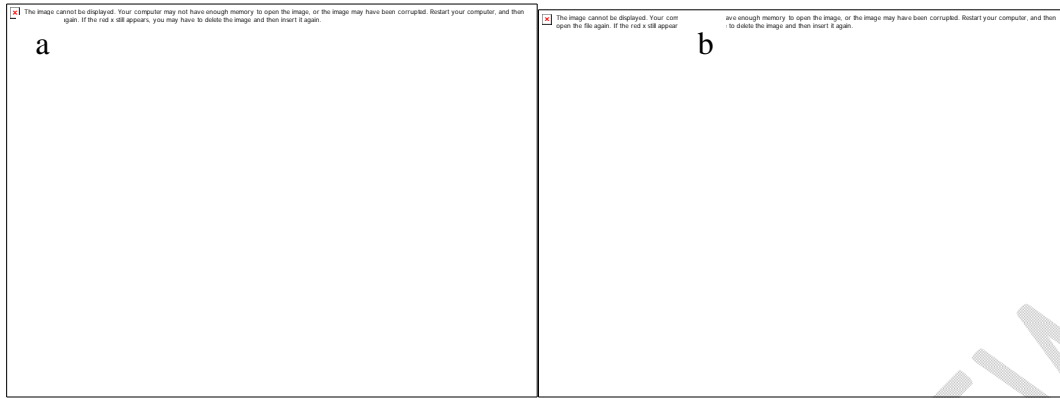 The image cannot be displayed. Your computer may not have enough memory to open the image, or the image may have been corrupted. Restart your computer, and then
again. If the red x still appears, you may have to delete the image and then insert it again.
a
The image cannot be displayed. Your com ave enough memory to open the image, or the image may have been corrupted. Restart your computer, and then
open the file again. If the red x still appear to delete the image and then insert it again.
b